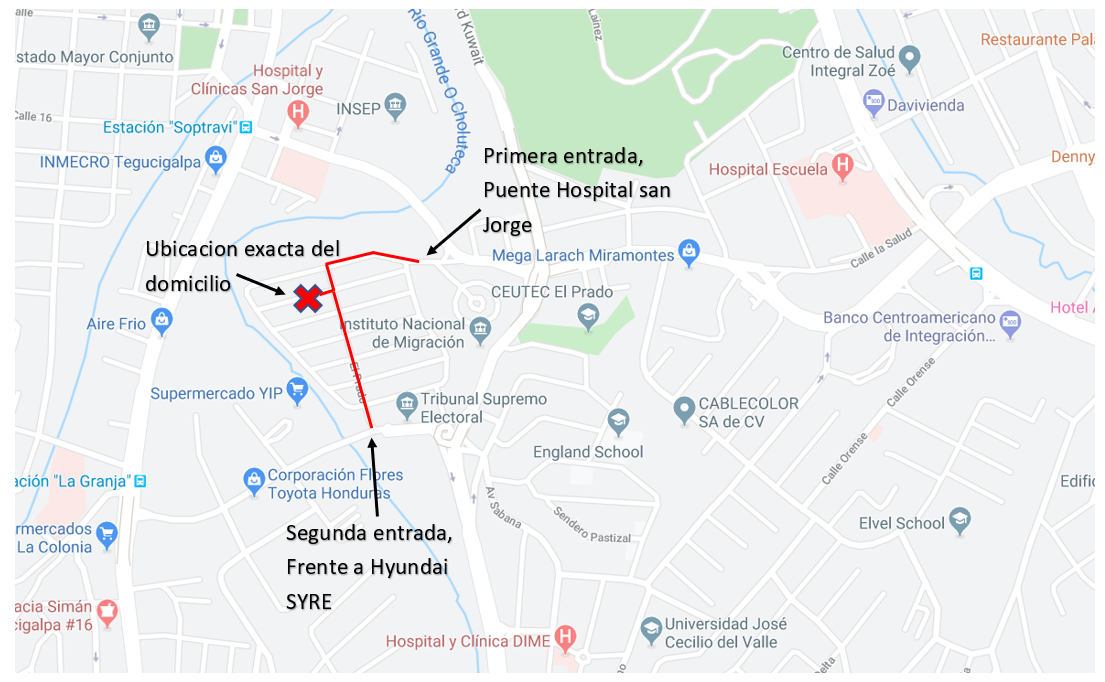 stado Mayor Conjunto
Calle 16
Hospital y
Clínicas San Jorge
INSEP
Estación "Soptravi"
INMECRO Tegucigalpa
Río Grande O Choluteca
rd Kuwait
Lainez
Centro de Salud
Integral Zoé
Restaurante Pala
Davivienda
Denny
Hospital Escuela
Primera entrada,
Puente Hospital san
Jorge
Ubicacion exacta del
domicilio
Mega Larach Miramontes
Calle la Salud
CEUTEC El Prado
Hotel A
Aire Frio
Instituto Nacional
de Migración
Banco Centroamericano
de Integración...
El Prado
Supermercado YIP
Tribunal Supremo
Electoral
CABLECOLOR
SA de CV
Calle Orense
England School
Calle Orense
ación "La Granja"
Corporación Flores
Toyota Honduras
Edific
Av Sabana
Sendero Pastizal
Elvel School
rmercados
La Colonia
Segunda entrada,
Frente a Hyundai
SYRE
acia Simán
cigalpa #16
Hospital y Clínica DIME
Universidad José
Cecilio del Valle
no
Delta